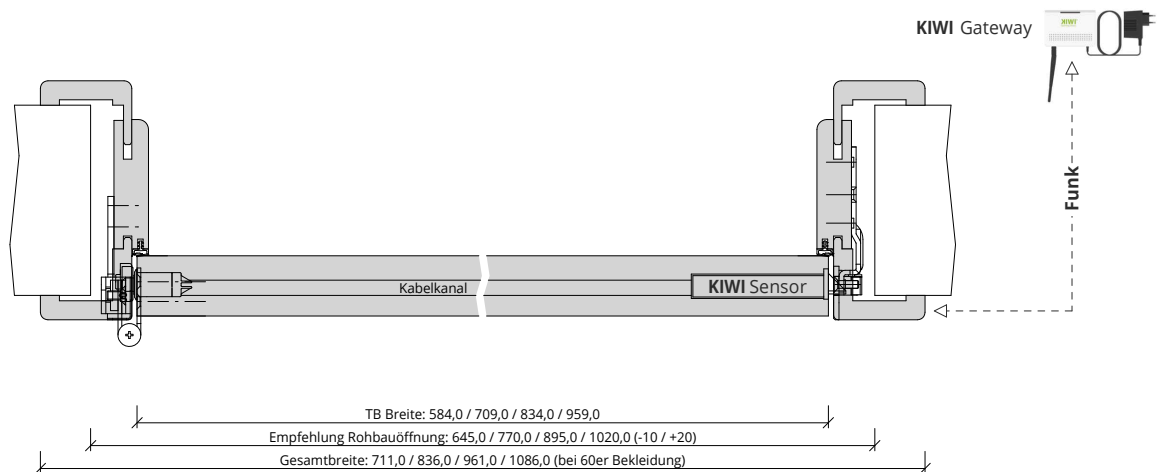 KIWI Gateway
KIWI
Funk
Kabelkanal
KIWI Sensor
TB Breite: 584,0 / 709,0 / 834,0 / 959,0
Empfehlung Rohbauöffnung: 645,0 / 770,0 / 895,0 / 1020,0 (-10 / +20)
Gesamtbreite: 711,0 / 836,0 / 961,0 / 1086,0 (bei 60er Bekleidung)